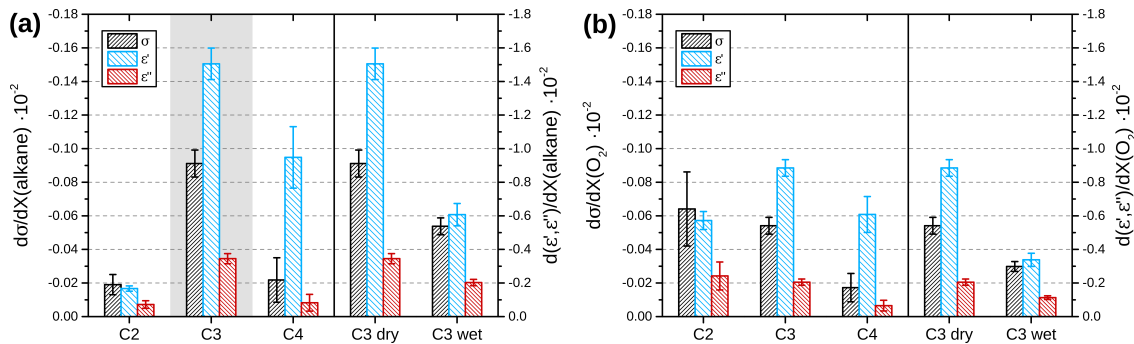 (a)
dσ/dX(alkane) ·10⁻²
-0.18
-0.16
-0.14
-0.12
-0.10
-0.08
-0.06
-0.04
-0.02
0.00
σ
ε'
ε''
C2 C3 C4 C3 dry C3 wet
-1.8
-1.6
-1.4
-1.2
-1.0
-0.8
-0.6
-0.4
-0.2
0.0
d(ε',ε'')/dX(alkane) ·10⁻²
(b)
dσ/dX(O₂) ·10⁻²
-0.18
-0.16
-0.14
-0.12
-0.10
-0.08
-0.06
-0.04
-0.02
0.00
σ
ε'
ε''
C2 C3 C4 C3 dry C3 wet
-1.8
-1.6
-1.4
-1.2
-1.0
-0.8
-0.6
-0.4
-0.2
0.0
d(ε',ε'')/dX(O₂) ·10⁻²